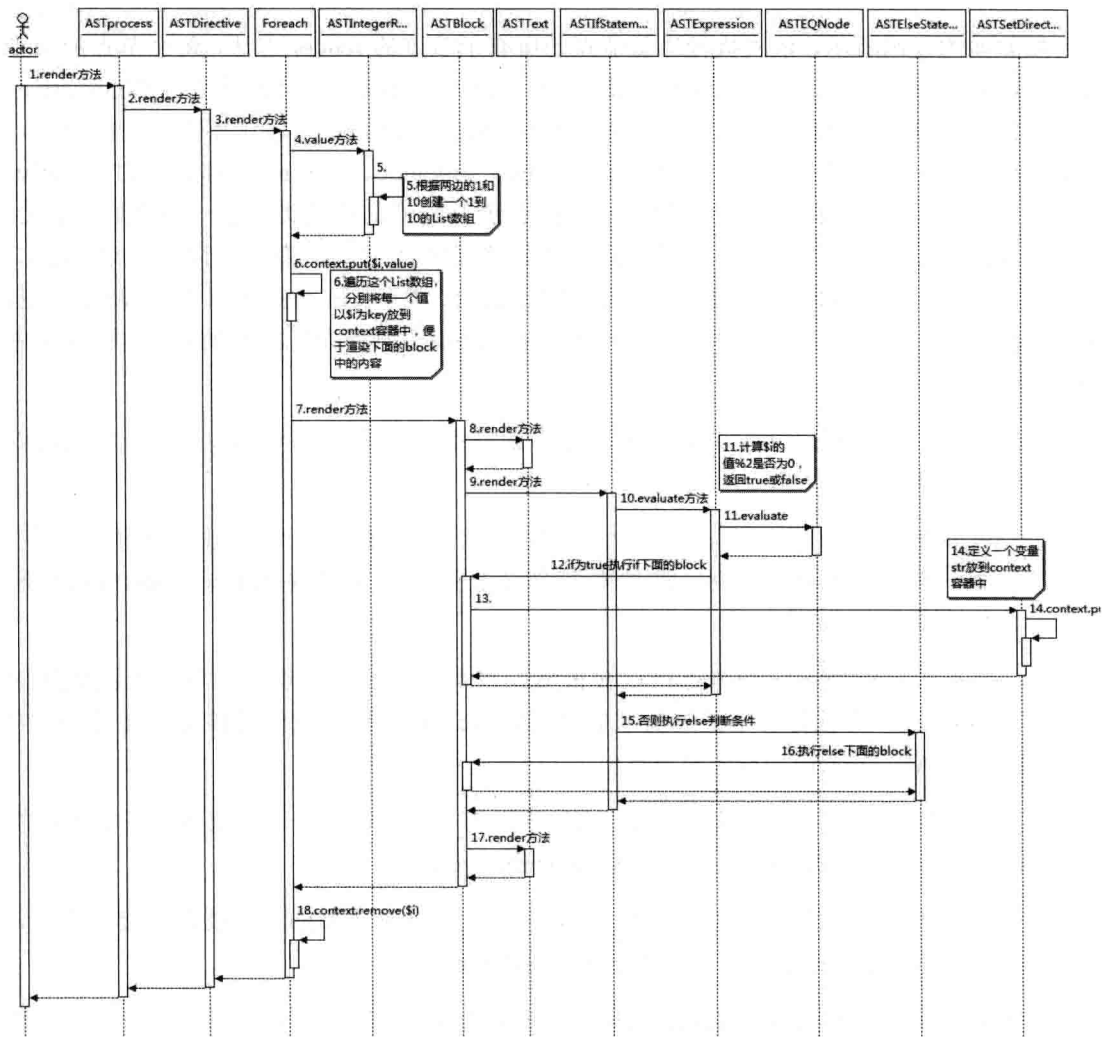 ASTprocess
ASTDirective
Foreach
ASTIntegerR...
ASTBlock
ASTText
ASTIfStatem...
ASTExpression
ASTEQNode
ASTElseState...
ASTSetDirect...
actor
1.render方法
2.render方法
3.render方法
4.value方法
5.
5.根据两边的1和
10创建一个1到
10的List数组
6.context.put($i,value)
6.遍历这个List数组，
分别将每一个值
以$i为key放到
context容器中，便
于渲染下面的block
中的内容
7.render方法
8.render方法
9.render方法
10.evaluate方法
11.计算$i的
值%2是否为0，
返回true或false
11.evaluate
12.if为true执行if下面的block
13.
14.定义一个变量
str放到context
容器中
14.context.pu
15.否则执行else判断条件
16.执行else下面的block
17.render方法
18.context.remove($i)